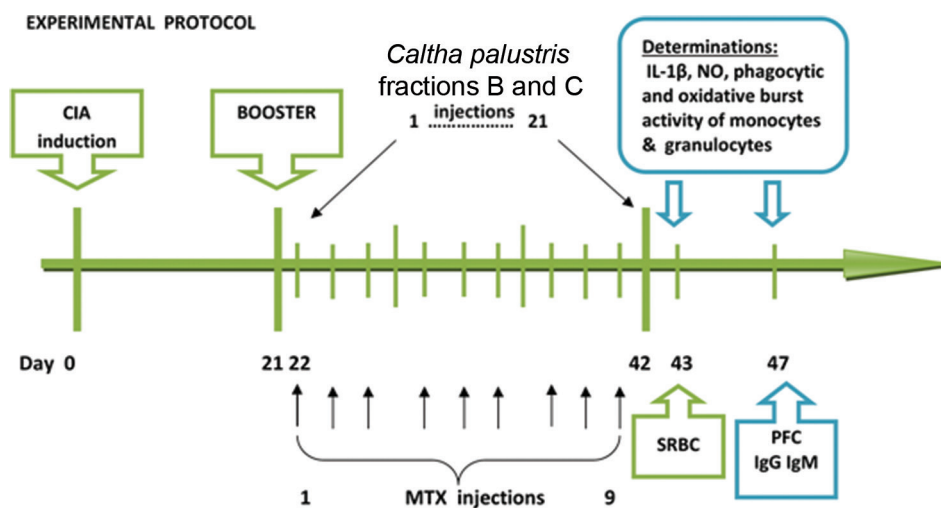 EXPERIMENTAL PROTOCOL
Caltha palustris
fractions B and C
injections
1 ............... 21
CIA
induction
BOOSTER
Determinations:
IL-1β, NO, phagocytic
and oxidative burst
activity of monocytes
& granulocytes
Day 0
21 22
42 43
47
SRBC
PFC
IgG IgM
1 MTX injections 9